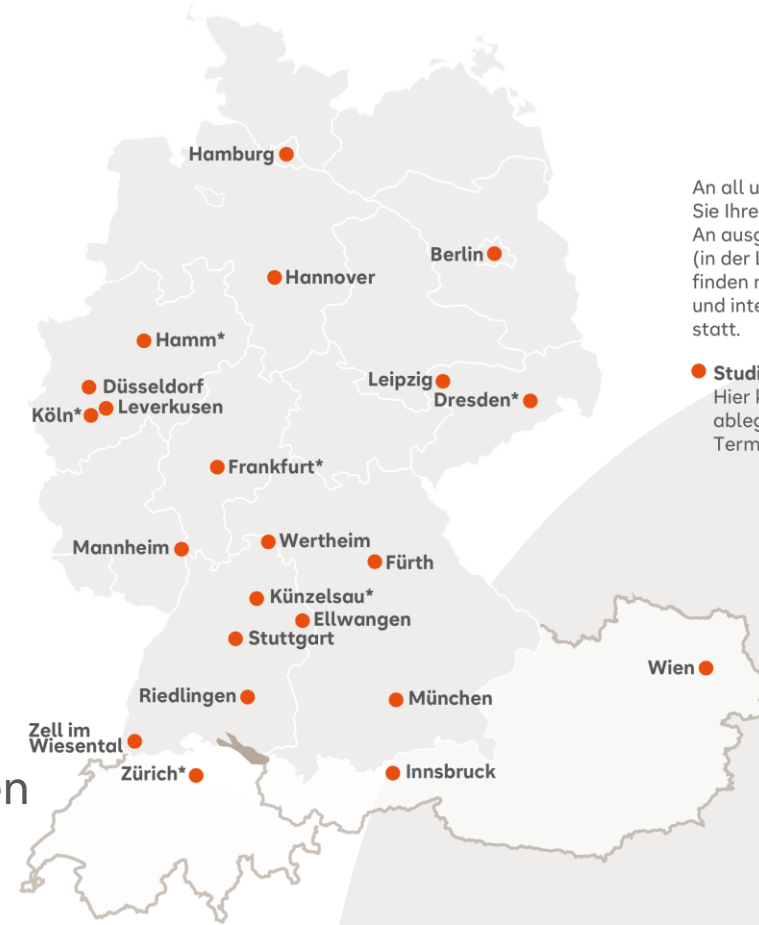 Hamburg
An all u
Sie Ihre
An ausg
(in der L
finden r
und inte
statt.
Berlin
Hannover
Hamm*
Studi
Hier k
ableg
Term
Düsseldorf
Leverkusen
Köln*
Leipzig
Dresden*
Frankfurt*
Mannheim
Wertheim
Fürth
Künzelsau*
Ellwangen
Stuttgart
Wien
Riedlingen
München
Zell im
Wiesental
Zürich*
Innsbruck
en